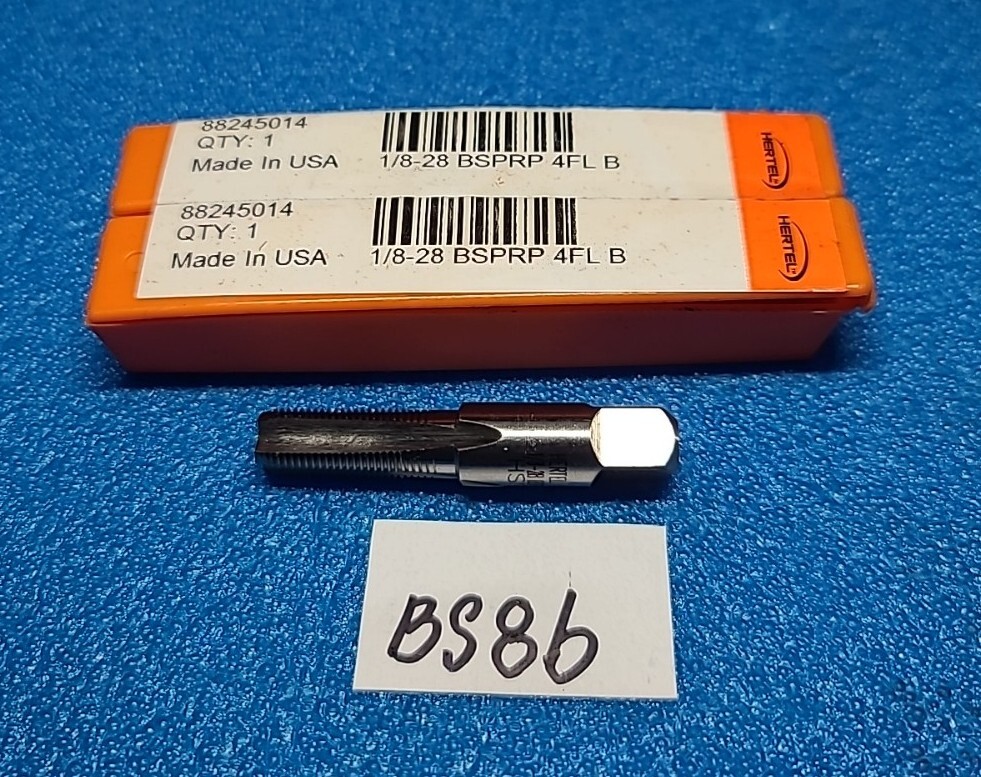 88245014
QTY: 1
Made In USA
1/8-28 BSPRP 4FL B
HERTEL
88245014
QTY: 1
Made In USA
1/8-28 BSPRP 4FL B
HERTEL™
BS86